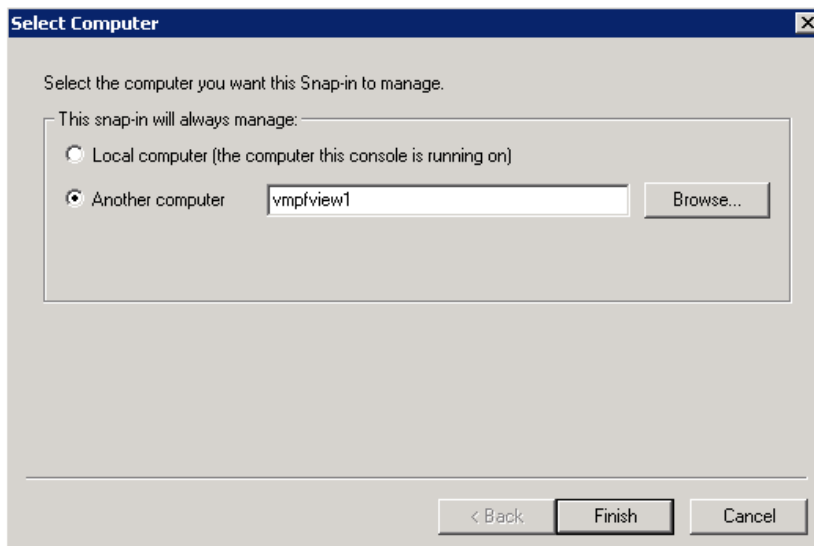 Select Computer
Select the computer you want this Snap-in to manage.
This snap-in will always manage:
Local computer (the computer this console is running on)
Another computer vmpfview1 Browse...
< Back Finish Cancel